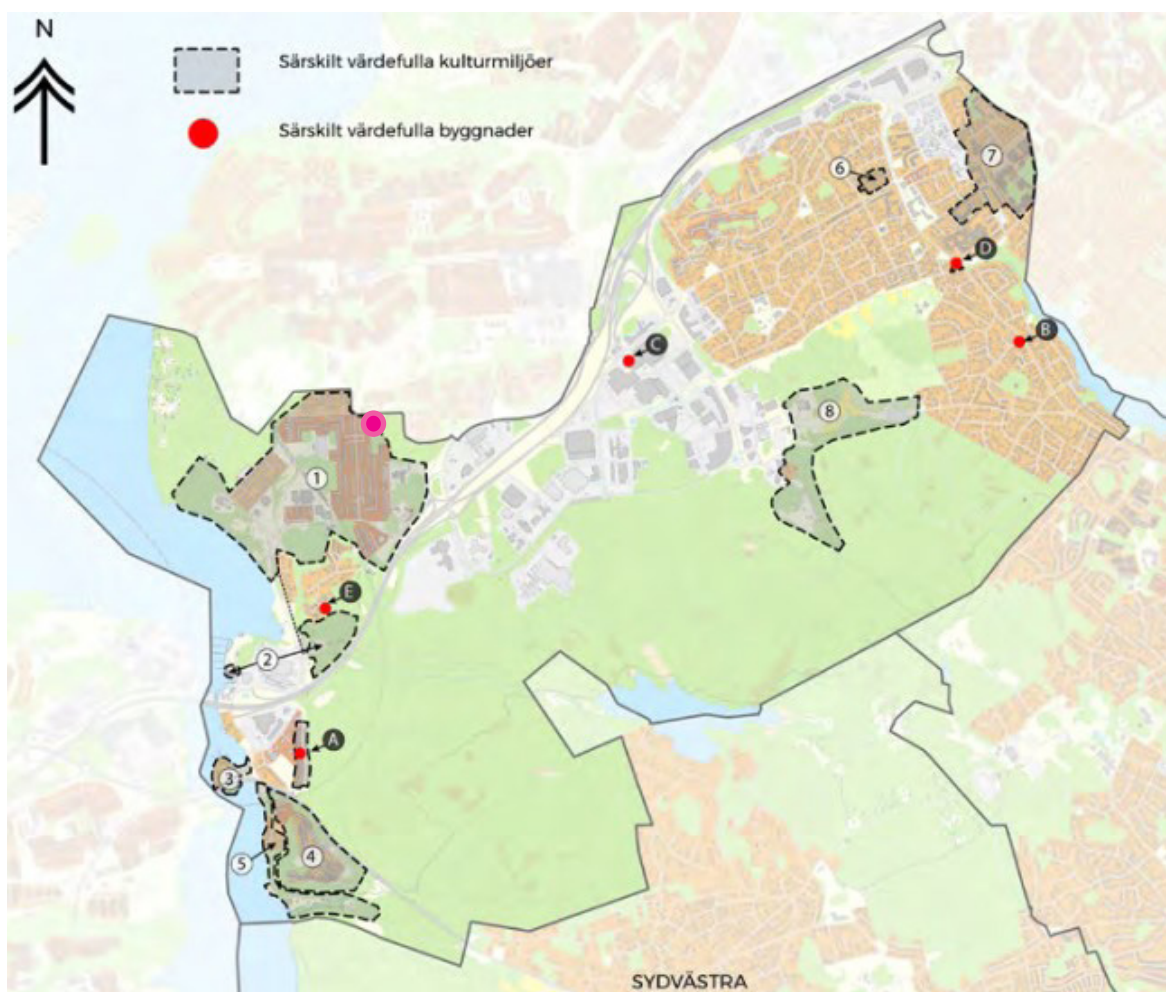 N
Särskilt värdefulla kulturmiljöer
Särskilt värdefulla byggnader
6
7
D
C
B
8
1
E
2
A
3
5
4
SYDVÄSTRA